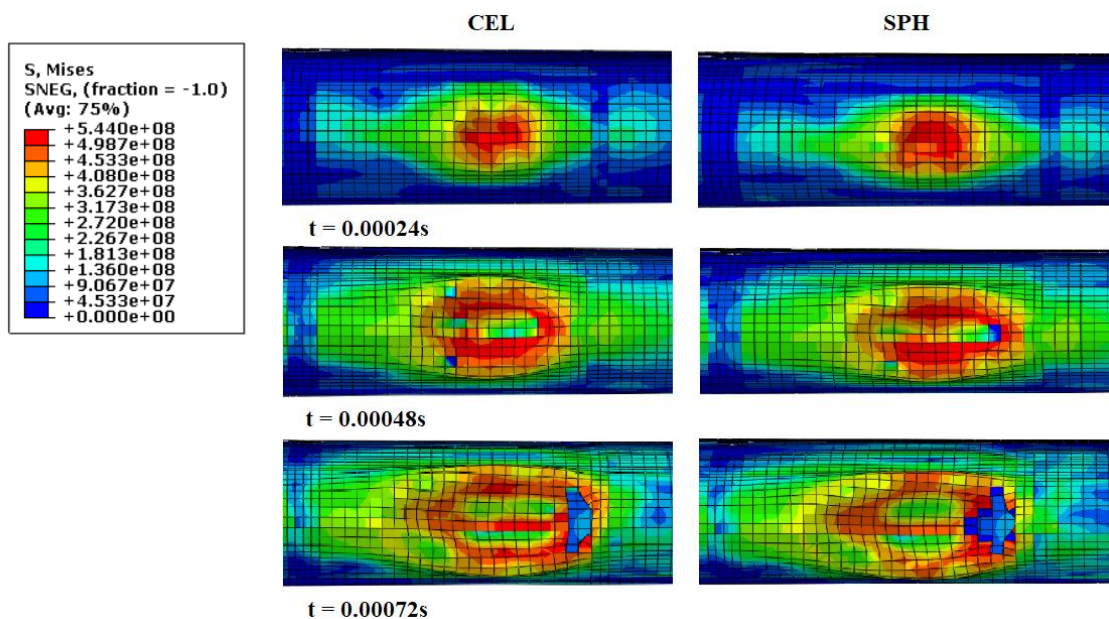 CEL
SPH
S, Mises
SNEG, (fraction = -1.0)
(Avg: 75%)
+5.440e+08
+4.987e+08
+4.533e+08
+4.080e+08
+3.627e+08
+3.173e+08
+2.720e+08
+2.267e+08
+1.813e+08
+1.360e+08
+9.067e+07
+4.533e+07
+0.000e+00
t = 0.00024s
t = 0.00048s
t = 0.00072s